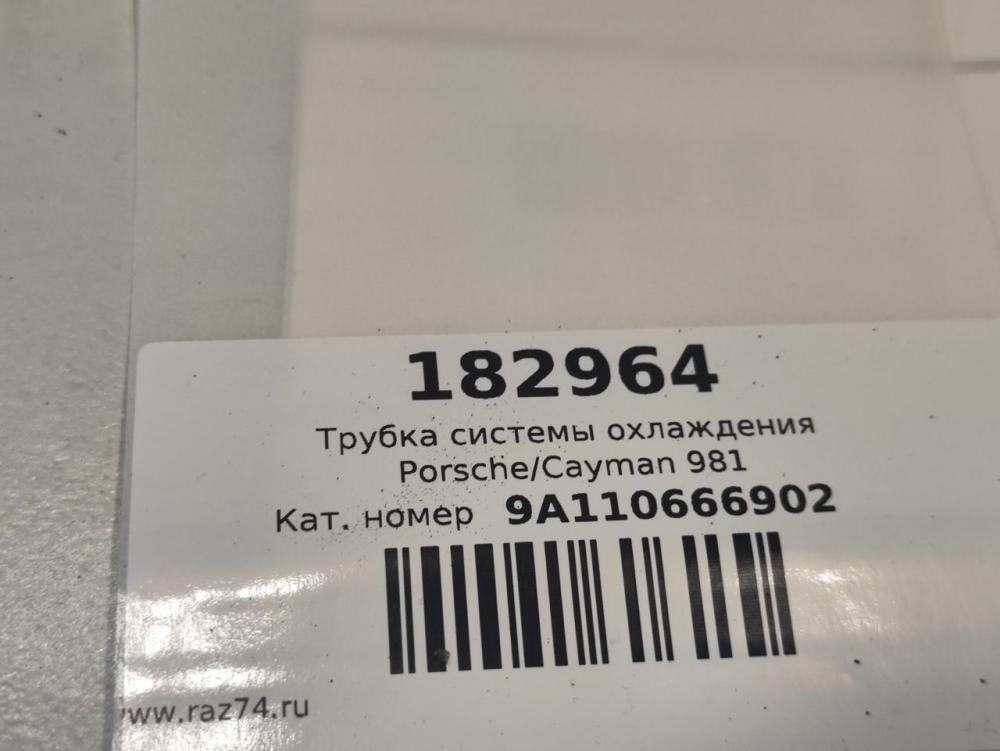 182964
Трубка системы охлаждения
Porsche/Cayman 981
Кат. номер 9A110666902
www.raz74.ru